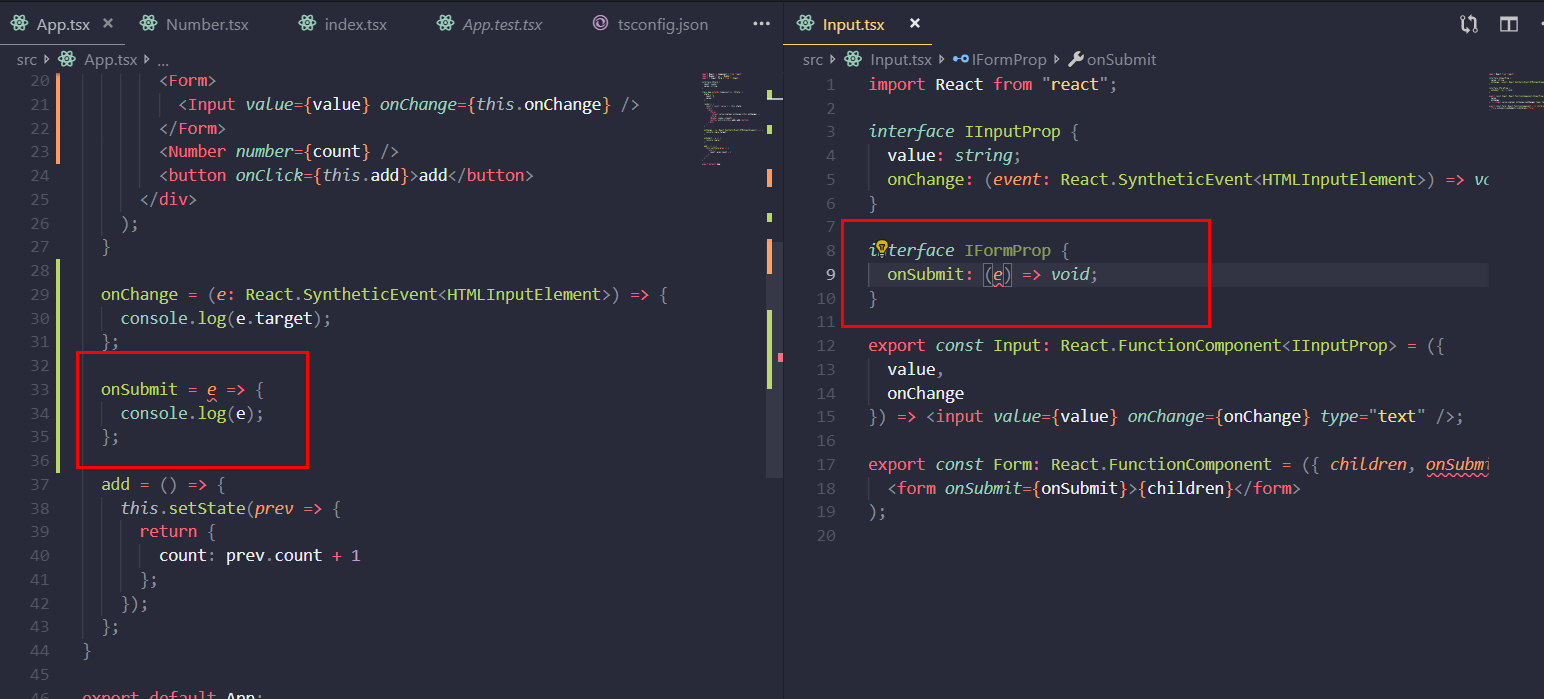 App.tsx × Number.tsx index.tsx App.test.tsx tsconfig.json ...
src App.tsx ...
20 <Form>
21 <Input value={value} onChange={this.onChange} />
22 </Form>
23 <Number number={count} />
24 <button onClick={this.add}>add</button>
25 </div>
26 );
27 }
28
29 onChange = (e: React.SyntheticEvent<HTMLInputElement>) => {
30 console.log(e.target);
31 };
32
33 onSubmit = e => {
34 console.log(e);
35 };
36
37 add = () => {
38 this.setState(prev => {
39 return {
40 count: prev.count + 1
41 };
42 });
43 };
44 }
45
46 export default App;
Input.tsx ×
src Input.tsx IFormProp onSubmit
1 import React from "react";
2
3 interface IInputProp {
4 value: string;
5 onChange: (event: React.SyntheticEvent<HTMLInputElement>) => vo
6 }
7
8 interface IFormProp {
9 onSubmit: (e) => void;
10 }
11
12 export const Input: React.FunctionComponent<IInputProp> = ({
13 value,
14 onChange
15 }) => <input value={value} onChange={onChange} type="text" />;
16
17 export const Form: React.FunctionComponent = ({ children, onSubmi
18 <form onSubmit={onSubmit}>{children}</form>
19 );
20